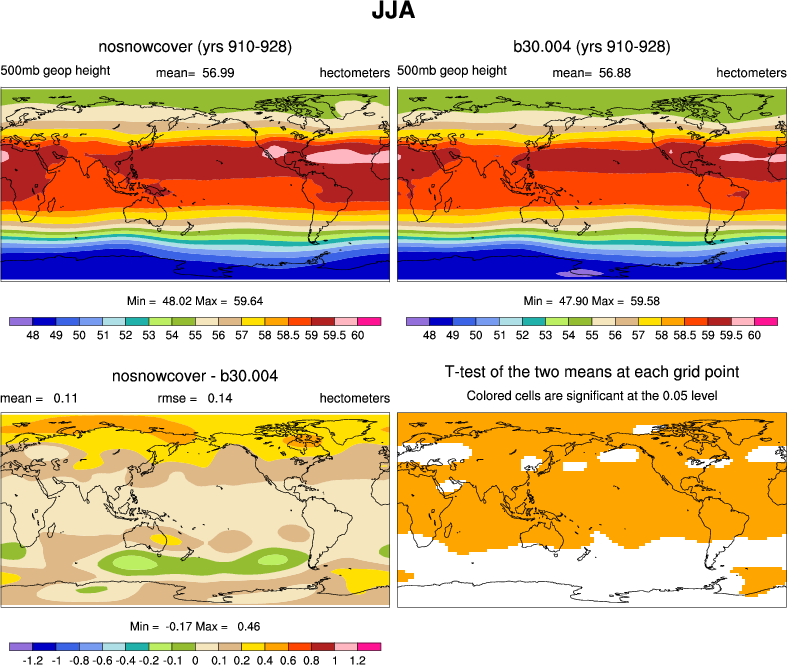 JJA
nosnowcover (yrs 910-928)
500mb geop height mean= 56.99 hectometers
Min = 48.02 Max = 59.64
48 49 50 51 52 53 54 55 56 57 58 58.5 59 59.5 60
b30.004 (yrs 910-928)
500mb geop height mean= 56.88 hectometers
Min = 47.90 Max = 59.58
48 49 50 51 52 53 54 55 56 57 58 58.5 59 59.5 60
nosnowcover - b30.004
mean = 0.11 rmse = 0.14 hectometers
Min = -0.17 Max = 0.46
-1.2 -1 -0.8 -0.6 -0.4 -0.2 -0.1 0 0.1 0.2 0.4 0.6 0.8 1 1.2
T-test of the two means at each grid point
Colored cells are significant at the 0.05 level